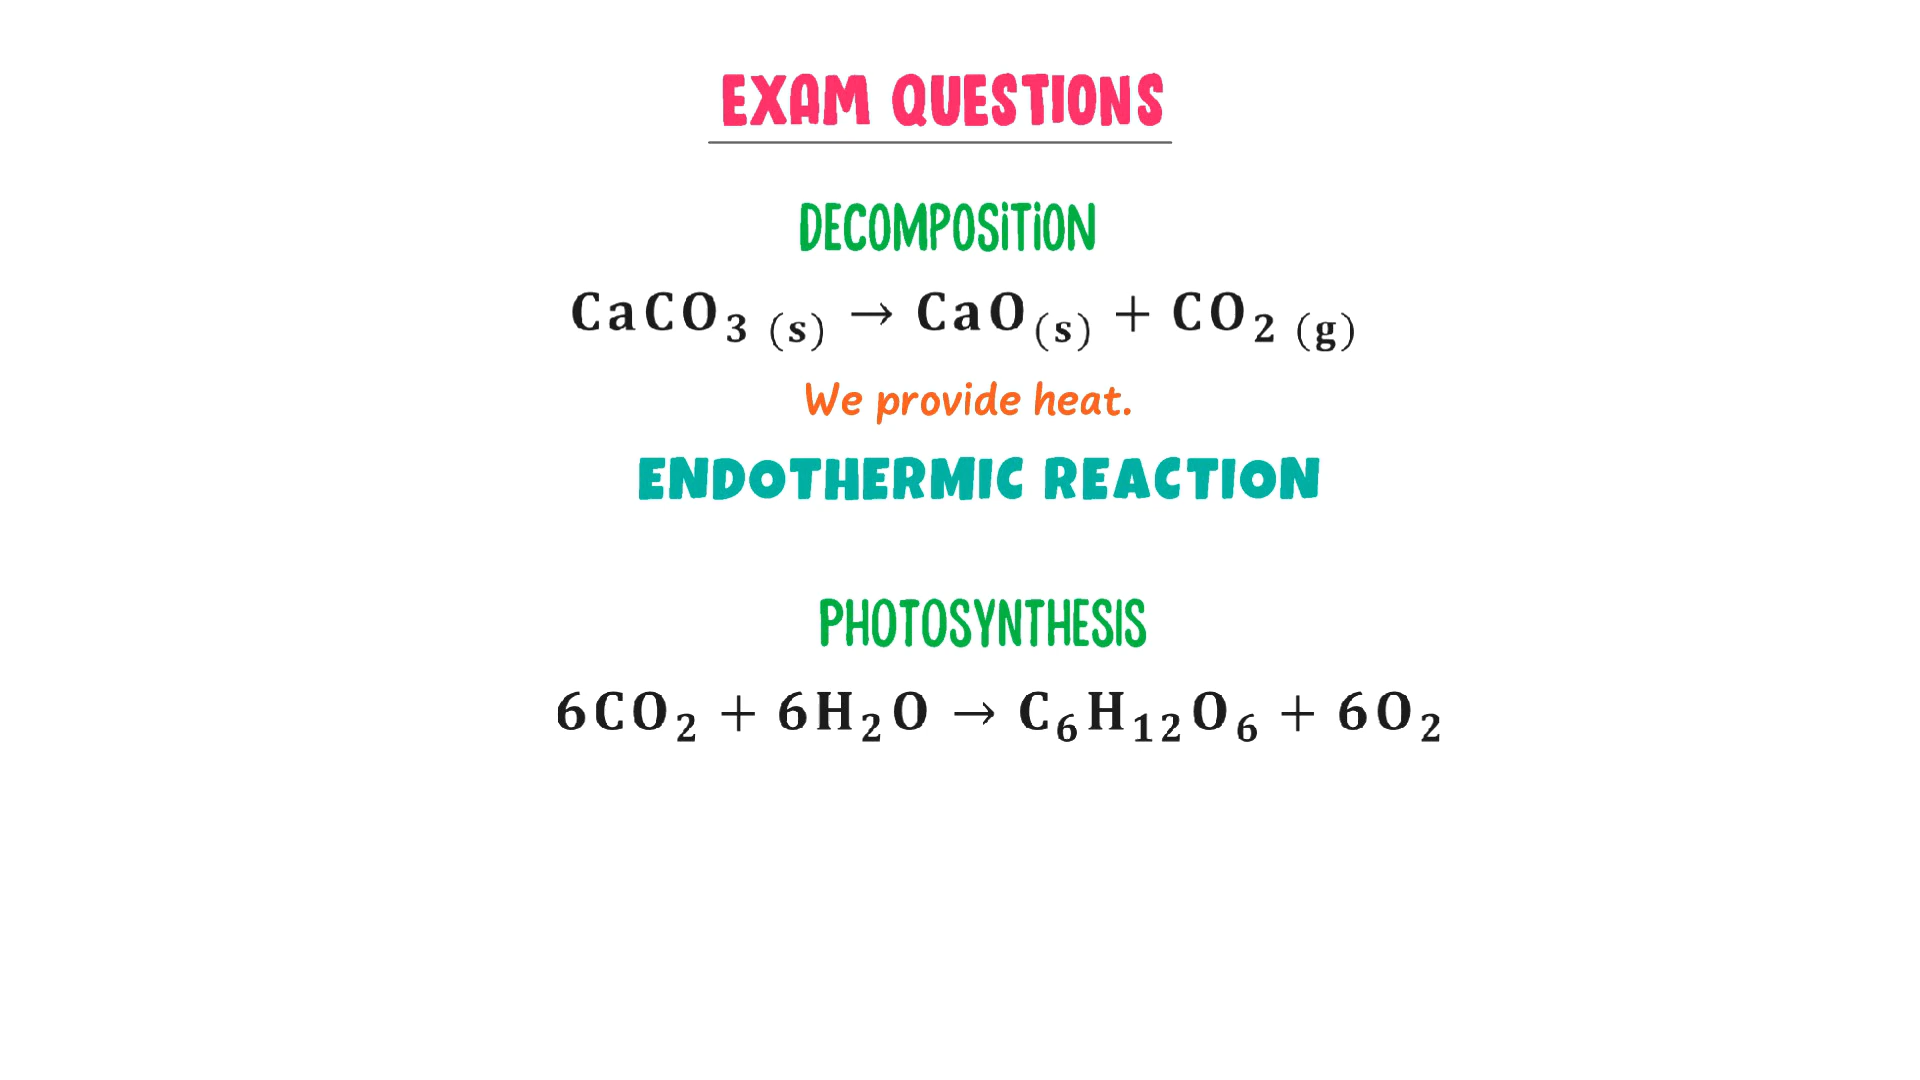 EXAM QUESTIONS
DECOMPOSITION
CaCO₃ (s) → CaO(s) + CO₂ (g)
We provide heat.
ENDOTHERMIC REACTION
PHOTOSYNTHESIS
6CO₂ + 6H₂O → C₆H₁₂O₆ + 6O₂